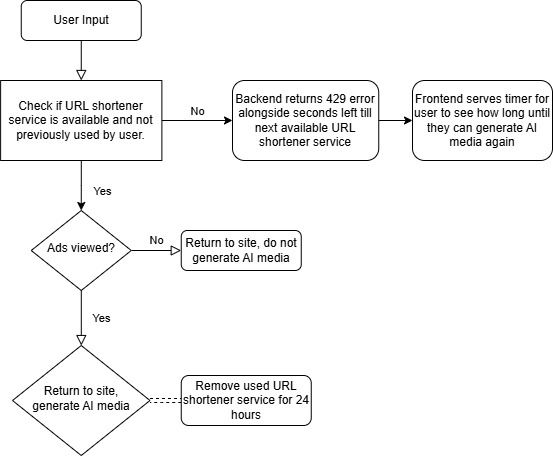 User Input
Check if URL shortener
service is available and not
previously used by user.
No
Backend returns 429 error
alongside seconds left till
next available URL
shortener service
Frontend serves timer for
user to see how long until
they can generate AI
media again
Yes
Ads viewed?
No
Return to site, do not
generate AI media
Yes
Return to site,
generate AI media
Remove used URL
shortener service for 24
hours